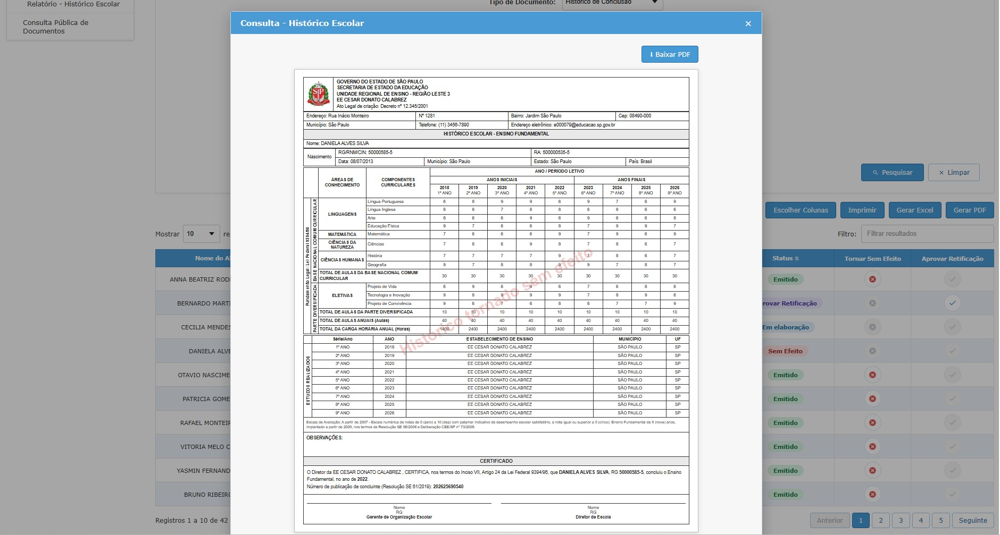 Relatório - Histórico Escolar
Consulta Pública de
Documentos
Tipo de Documento:
Histórico de Conclusão
Consulta - Histórico Escolar
×
Baixar PDF
GOVERNO DO ESTADO DE SÃO PAULO
SECRETARIA DE ESTADO DA EDUCAÇÃO
UNIDADE REGIONAL DE ENSINO - REGIÃO LESTE 3
EE CESAR DONATO CALABREZ
Ato Legal de criação: Decreto nº 12.345/2001
Endereço: Rua Inácio Monteiro Nº 1281 Bairro: Jardim São Paulo Cep: 08490-000
Município: São Paulo Telefone: (11) 3456-7890 Endereço eletrônico: e000079@educacao.sp.gov.br
HISTÓRICO ESCOLAR - ENSINO FUNDAMENTAL
Nome: DANIELA ALVES SILVA
Nascimento
RG/RNM/CIN: 50000585-5 RA: 500000535-5
Data: 08/07/2013 Município: São Paulo Estado: São Paulo País: Brasil
Fundamento Legal: Lei Federal 9394/96
ÁREAS DE
CONHECIMENTO
COMPONENTES
CURRICULARES
ANO / PERÍODO LETIVO
ANOS INICIAIS ANOS FINAIS
2018 2019 2020 2021 2022 2023 2024 2025 2026
1º ANO 2º ANO 3º ANO 4º ANO 5º ANO 6º ANO 7º ANO 8º ANO 9º ANO
BASE NACIONAL COMUM CURRICULAR
LINGUAGENS
Língua Portuguesa 6 8 9 9 6 9 7 6 9
Língua Inglesa 8 8 7 8 8 6 8 6 6
Arte 8 6 6 9 6 9 6 6 8
Educação Física 9 7 6 6 8 7 9 9 7
MATEMÁTICA Matemática 7 6 6 6 9 7 9 6 9
CIÊNCIAS DA
NATUREZA
Ciências 7 8 6 9 8 7 8 6 7
CIÊNCIAS HUMANAS
História 7 7 7 7 9 7 8 6 7
Geografia 9 7 8 8 9 9 7 8 7
TOTAL DE AULAS DA BASE NACIONAL COMUM
CURRICULAR
30 30 30 30 30 30 30 30 30
PARTE DIVERSIFICADA
ELETIVAS
Projeto de Vida 6 9 6 9 6 7 6 8 6
Tecnologia e Inovação 9 8 9 9 9 7 8 9 6
Projeto de Convivência 9 6 7 6 8 6 7 7 9
TOTAL DE AULAS DA PARTE DIVERSIFICADA 10 10 10 10 10 10 10 10 10
TOTAL DE AULAS ANUAIS (Aulas) 40 40 40 40 40 40 40 40 40
TOTAL DA CARGA HORÁRIA ANUAL (Horas) 1400 2400 2400 2400 2400 2400 2400 2400 2400
Histórico tornado sem efeito
ESTUDOS REALIZADOS
Série/Ano ANO ESTABELECIMENTO DE ENSINO MUNICÍPIO UF
1º ANO 2018 EE CESAR DONATO CALABREZ SÃO PAULO SP
2º ANO 2019 EE CESAR DONATO CALABREZ SÃO PAULO SP
3º ANO 2020 EE CESAR DONATO CALABREZ SÃO PAULO SP
4º ANO 2021 EE CESAR DONATO CALABREZ SÃO PAULO SP
5º ANO 2022 EE CESAR DONATO CALABREZ SÃO PAULO SP
6º ANO 2023 EE CESAR DONATO CALABREZ SÃO PAULO SP
7º ANO 2024 EE CESAR DONATO CALABREZ SÃO PAULO SP
8º ANO 2025 EE CESAR DONATO CALABREZ SÃO PAULO SP
9º ANO 2026 EE CESAR DONATO CALABREZ SÃO PAULO SP
Escala de Avaliação: A partir de 2007 - Escala numérica de notas de 0 (zero) a 10 (dez) com patamar indicativo de desempenho escolar satisfatório, a nota igual ou superior a 5 (cinco). Ensino Fundamental de 9 (nove) anos,
implantado a partir de 2009, nos termos da Resolução SE 98/2008 e Deliberação CEE/SP nº 73/2008.
OBSERVAÇÕES:
CERTIFICADO
O Diretor da EE CESAR DONATO CALABREZ , CERTIFICA, nos termos do Inciso VII, Artigo 24 da Lei Federal 9394/96, que DANIELA ALVES SILVA, RG 50000585-5, concluiu o Ensino
Fundamental, no ano de 2022.
Número de publicação de concluinte (Resolução SE 61/2019): 202625690540
Nome Nome
RG RG
Gerente de Organização Escolar Diretor de Escola
Pesquisar
× Limpar
Escolher Colunas Imprimir Gerar Excel Gerar PDF
Mostrar 10 re
Filtro: Filtrar resultados
Nome do Al Status Tornar Sem Efeito Aprovar Retificação
ANNA BEATRIZ ROD Emitido
BERNARDO MARTI rovar Retificação
CECILIA MENDES Em elaboração
DANIELA ALVE Sem Efeito
OTAVIO NASCIME Emitido
PATRICIA GOME Emitido
RAFAEL MONTEIR Emitido
VITORIA MELO C Emitido
YASMIN FERNAND Emitido
BRUNO RIBEIRO Emitido
Registros 1 a 10 de 42
Anterior 1 2 3 4 5 Seguinte